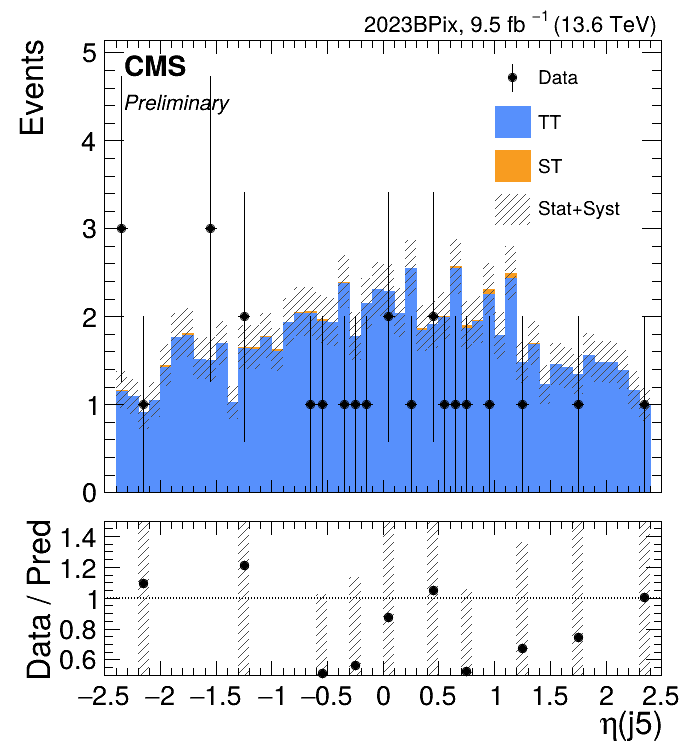 2023BPix, 9.5 fb⁻¹ (13.6 TeV)
CMS
Preliminary
Events
5
4
3
2
1
0
Data
TT
ST
Stat+Syst
Data / Pred
1.4
1.2
1
0.8
0.6
−2.5 −2 −1.5 −1 −0.5 0 0.5 1 1.5 2 2.5
η(j5)